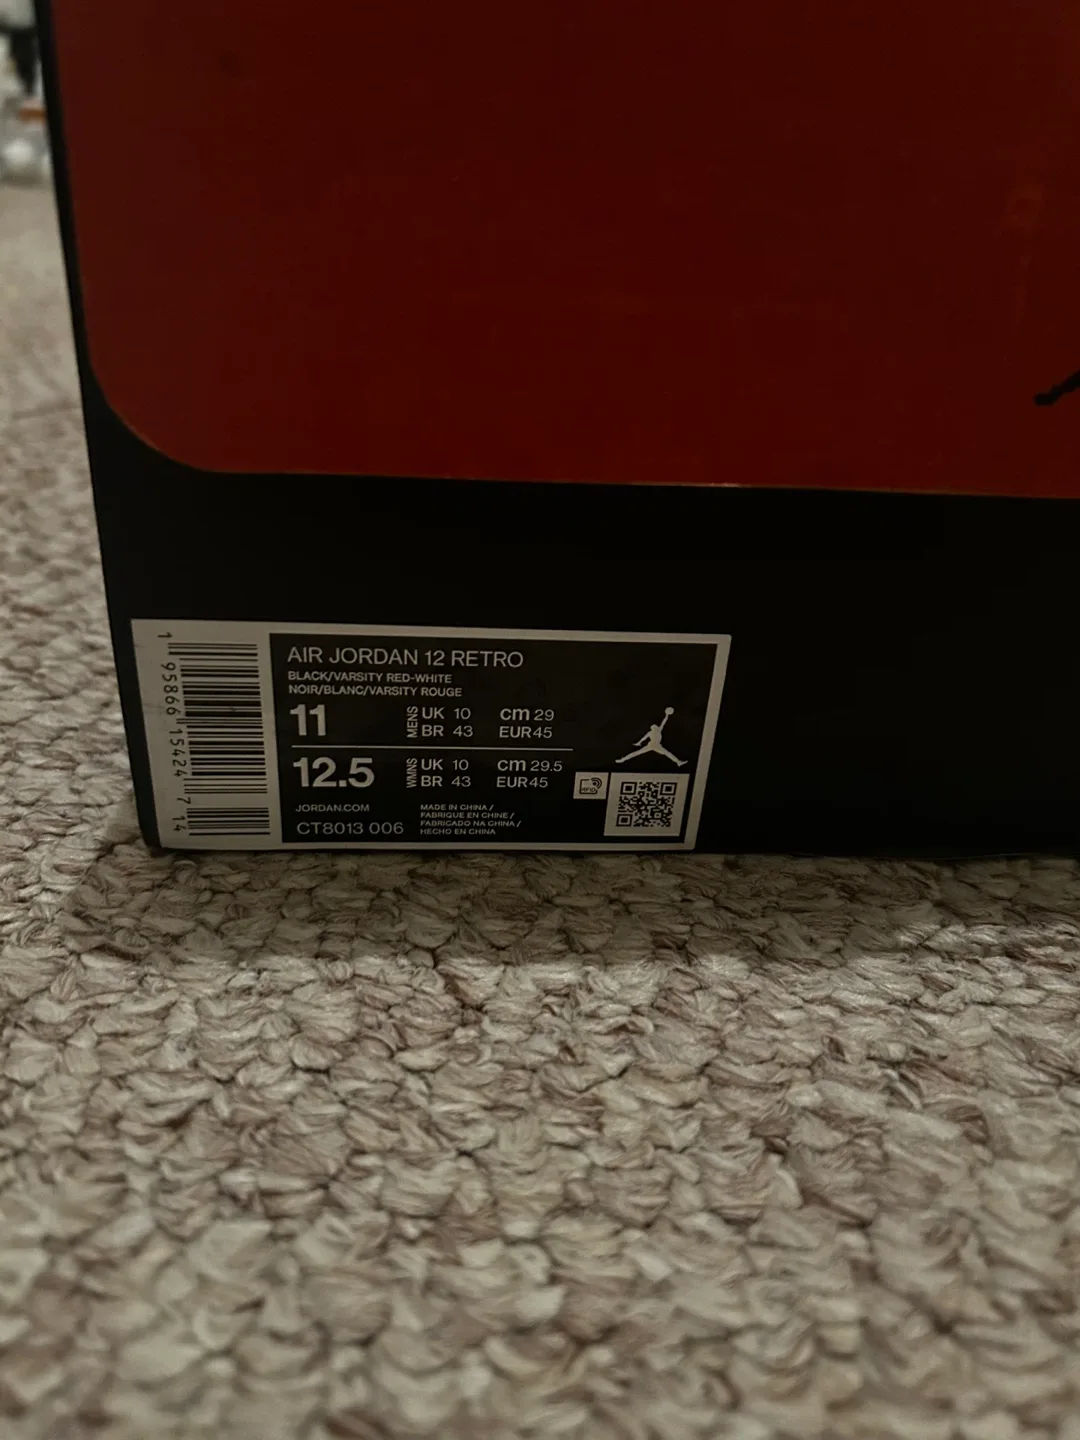 AIR JORDAN 12 RETRO
BLACK/VARSITY RED-WHITE
NOIR/BLANC/VARSITY ROUGE
11 MENS UK 10 cm 29
BR 43 EUR45
12.5 WMNS UK 10 cm 29.5
BR 43 EUR45
JORDAN.COM
CT8013 006
MADE IN CHINA /
FABRIQUE EN CHINE /
FABRICADO NA CHINA /
HECHO EN CHINA
RFID
1 95866 15424 7 14